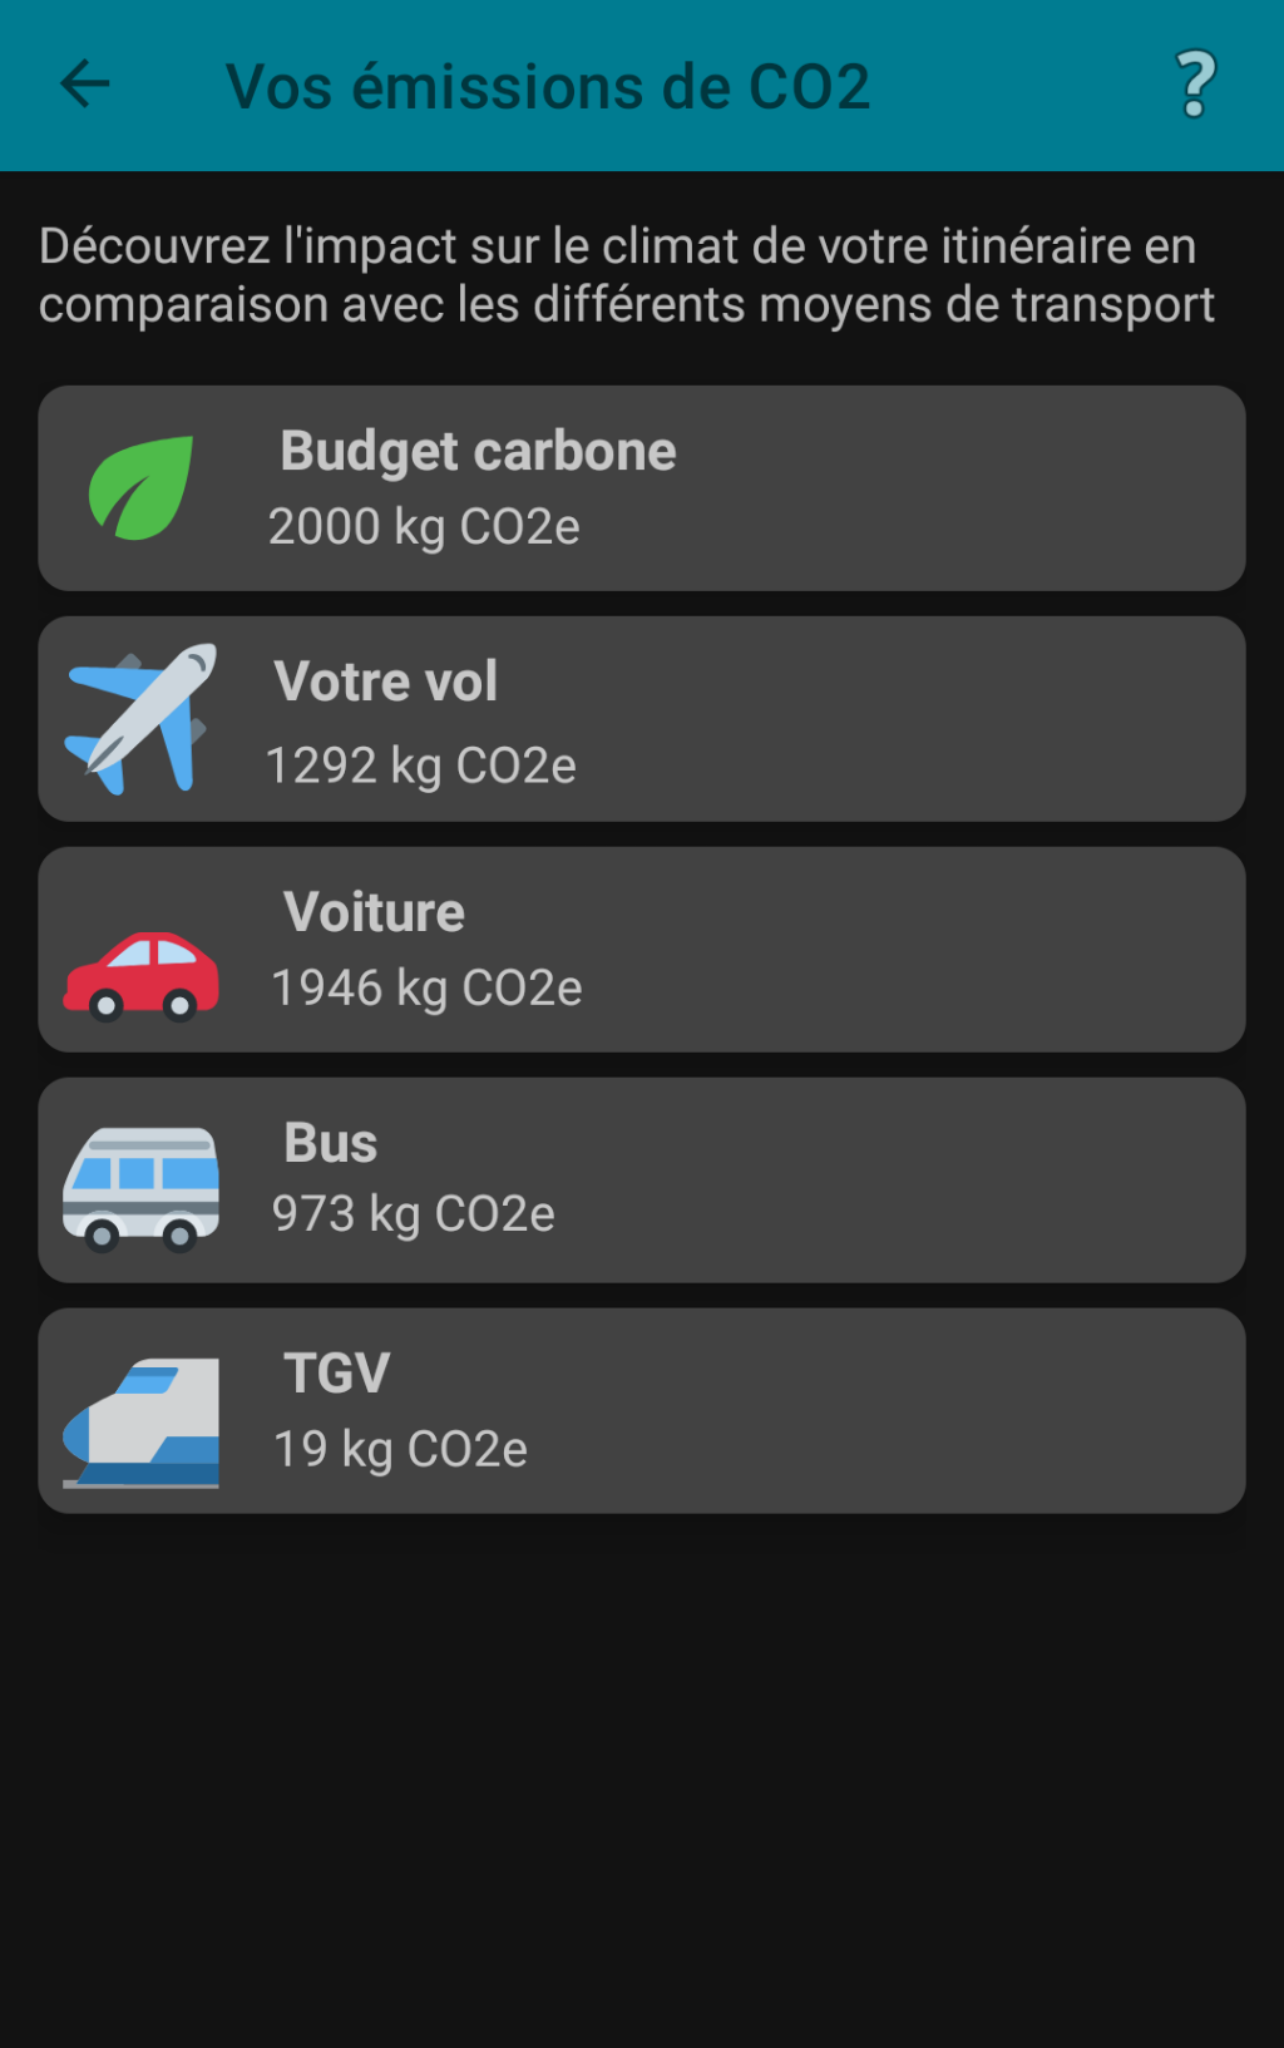 Vos émissions de CO2
?
Découvrez l'impact sur le climat de votre itinéraire en
comparaison avec les différents moyens de transport
Budget carbone
2000 kg CO2e
Votre vol
1292 kg CO2e
Voiture
1946 kg CO2e
Bus
973 kg CO2e
TGV
19 kg CO2e